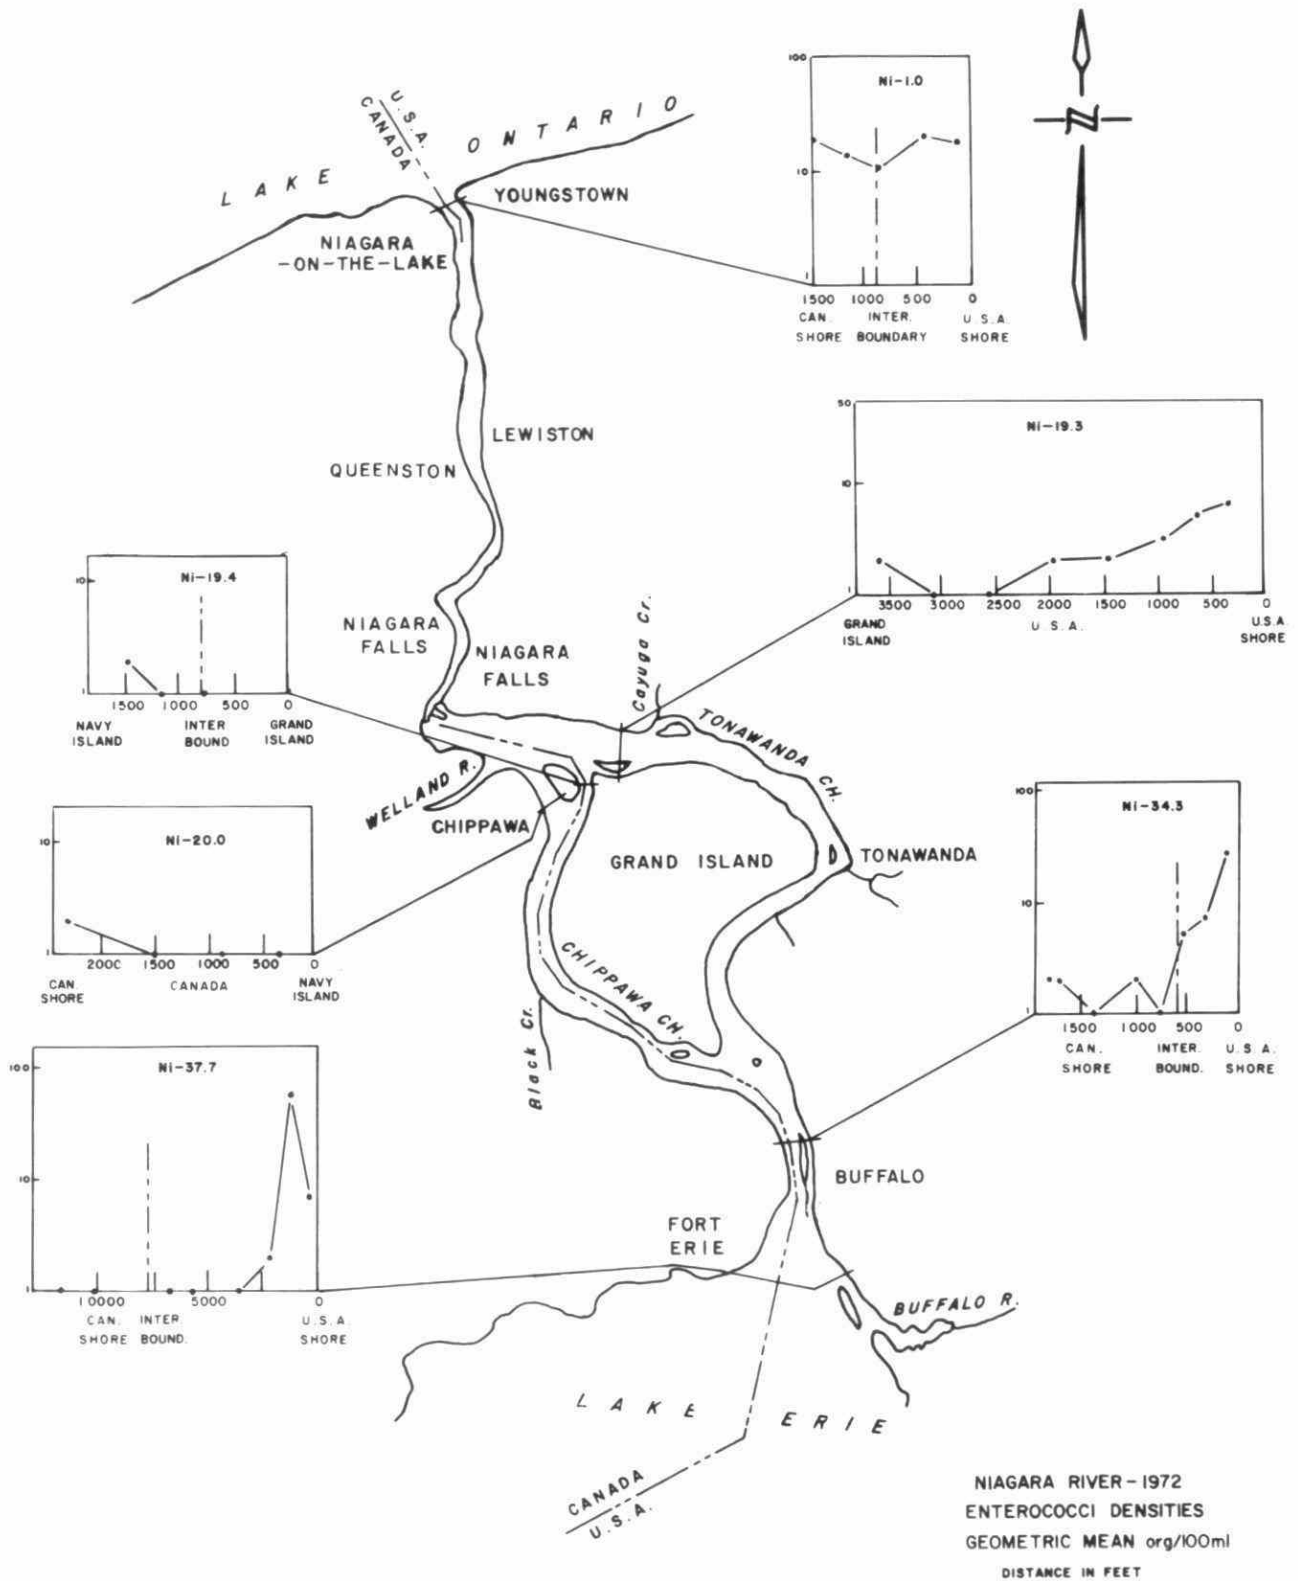 100
Ni-1.0
10
1
1500 1000 500 0
CAN. INTER. U.S.A.
SHORE BOUNDARY SHORE
N
U.S.A.
CANADA
LAKE ONTARIO
YOUNGSTOWN
NIAGARA
-ON-THE-LAKE
LEWISTON
QUEENSTON
50
Ni-19.3
10
1
3500 3000 2500 2000 1500 1000 500 0
GRAND U.S.A. U.S.A.
ISLAND SHORE
10
Ni-19.4
1
1500 1000 500 0
NAVY INTER GRAND
ISLAND BOUND ISLAND
NIAGARA
FALLS
NIAGARA
FALLS
Cayuga Cr.
TONAWANDA CH.
WELLAND R.
CHIPPAWA
GRAND ISLAND
TONAWANDA
10
Ni-20.0
1
2000 1500 1000 500 0
CAN. CANADA NAVY
SHORE ISLAND
100
Ni-34.3
10
1
1500 1000 500 0
CAN. INTER. U.S.A.
SHORE BOUND. SHORE
CHIPPAWA CH.
Black Cr.
100
Ni-37.7
10
1
10000 5000 0
CAN. INTER. U.S.A.
SHORE BOUND. SHORE
BUFFALO
FORT
ERIE
BUFFALO R.
LAKE ERIE
CANADA
U.S.A.
NIAGARA RIVER-1972
ENTEROCOCCI DENSITIES
GEOMETRIC MEAN org/100ml
DISTANCE IN FEET